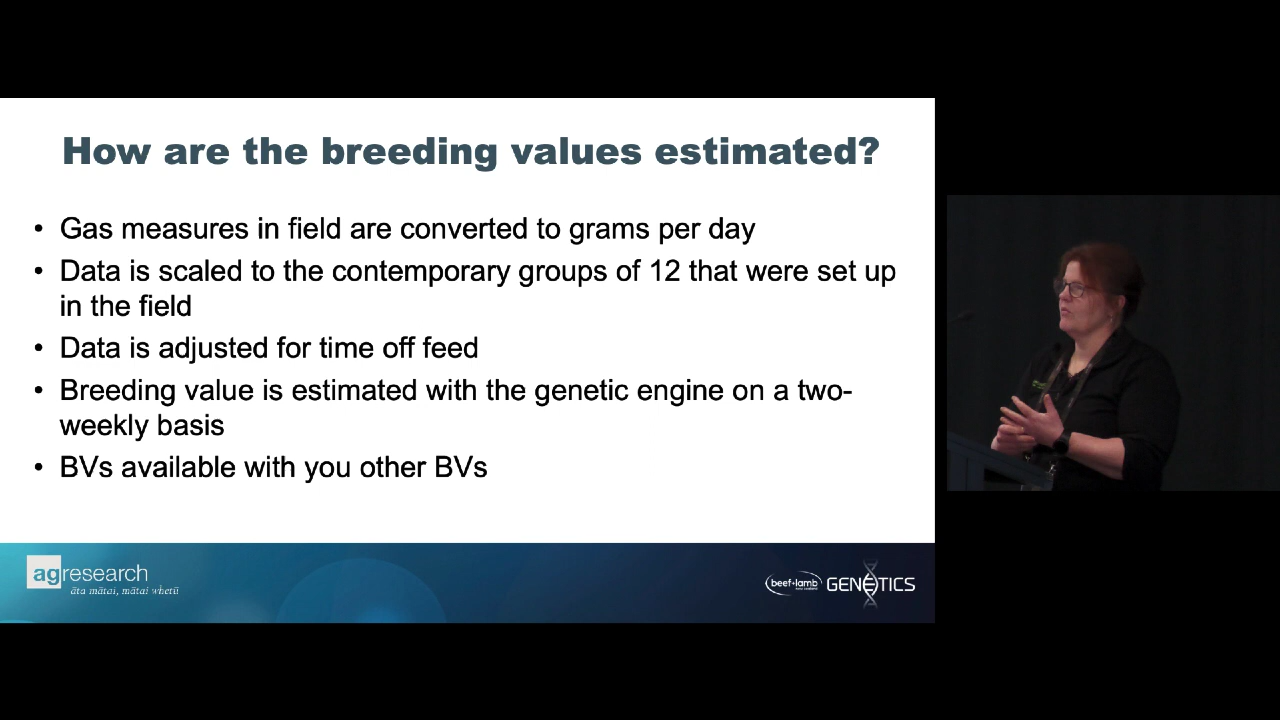 How are the breeding values estimated?
• Gas measures in field are converted to grams per day
• Data is scaled to the contemporary groups of 12 that were set up
in the field
• Data is adjusted for time off feed
• Breeding value is estimated with the genetic engine on a two-
weekly basis
• BVs available with you other BVs
agresearch
āta mātai, mātai whetū
beef+lamb
GENETICS